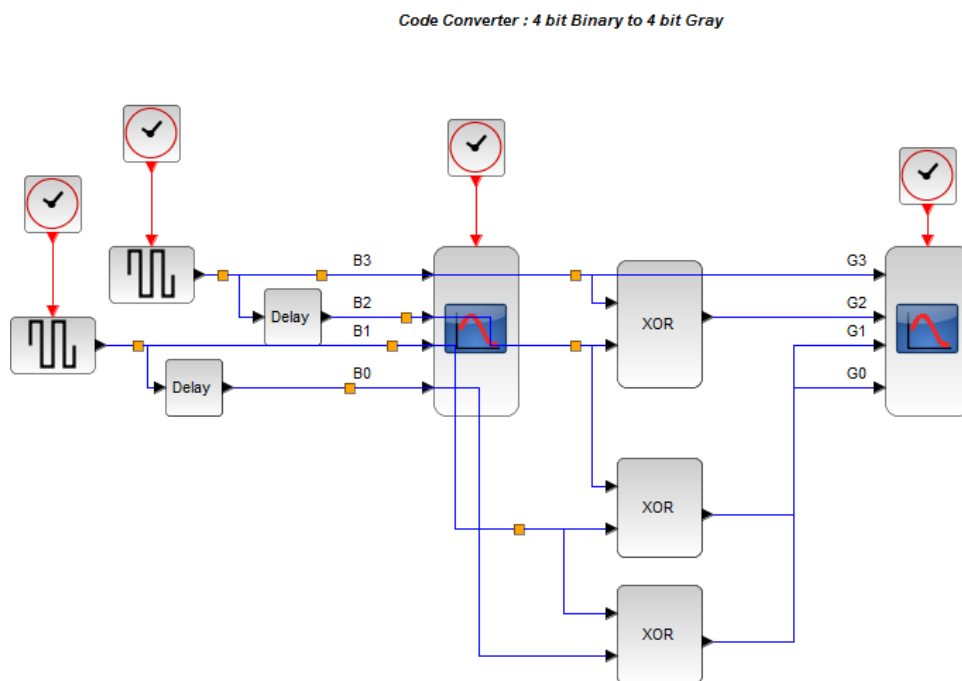 Code Converter : 4 bit Binary to 4 bit Gray
B3
G3
Delay
B2
XOR
G2
B1
G1
Delay
B0
G0
XOR
XOR